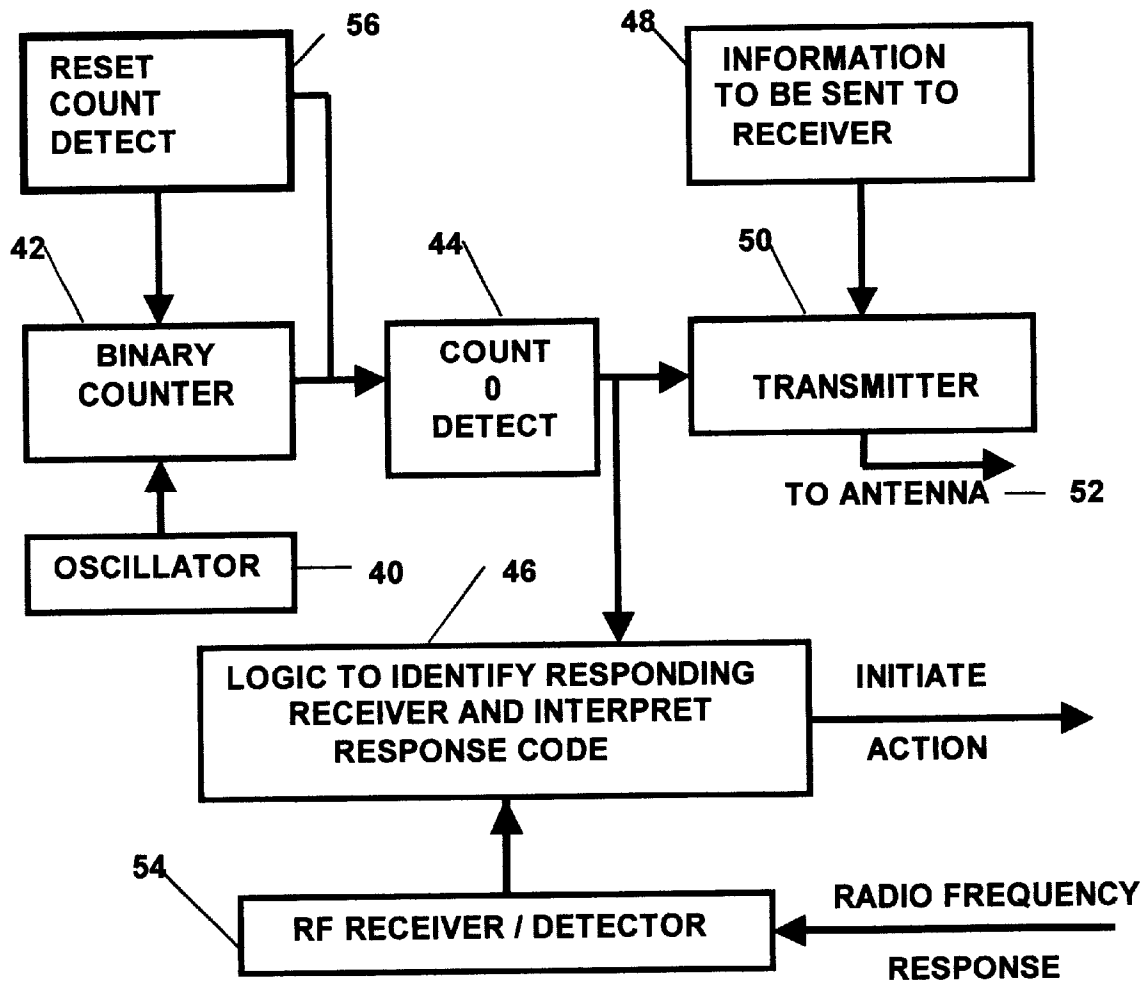 56
RESET
COUNT
DETECT
48
INFORMATION
TO BE SENT TO
RECEIVER
42
BINARY
COUNTER
44
COUNT
0
DETECT
50
TRANSMITTER
TO ANTENNA
52
OSCILLATOR
40
46
LOGIC TO IDENTIFY RESPONDING
RECEIVER AND INTERPRET
RESPONSE CODE
INITIATE
ACTION
54
RF RECEIVER / DETECTOR
RADIO FREQUENCY
RESPONSE